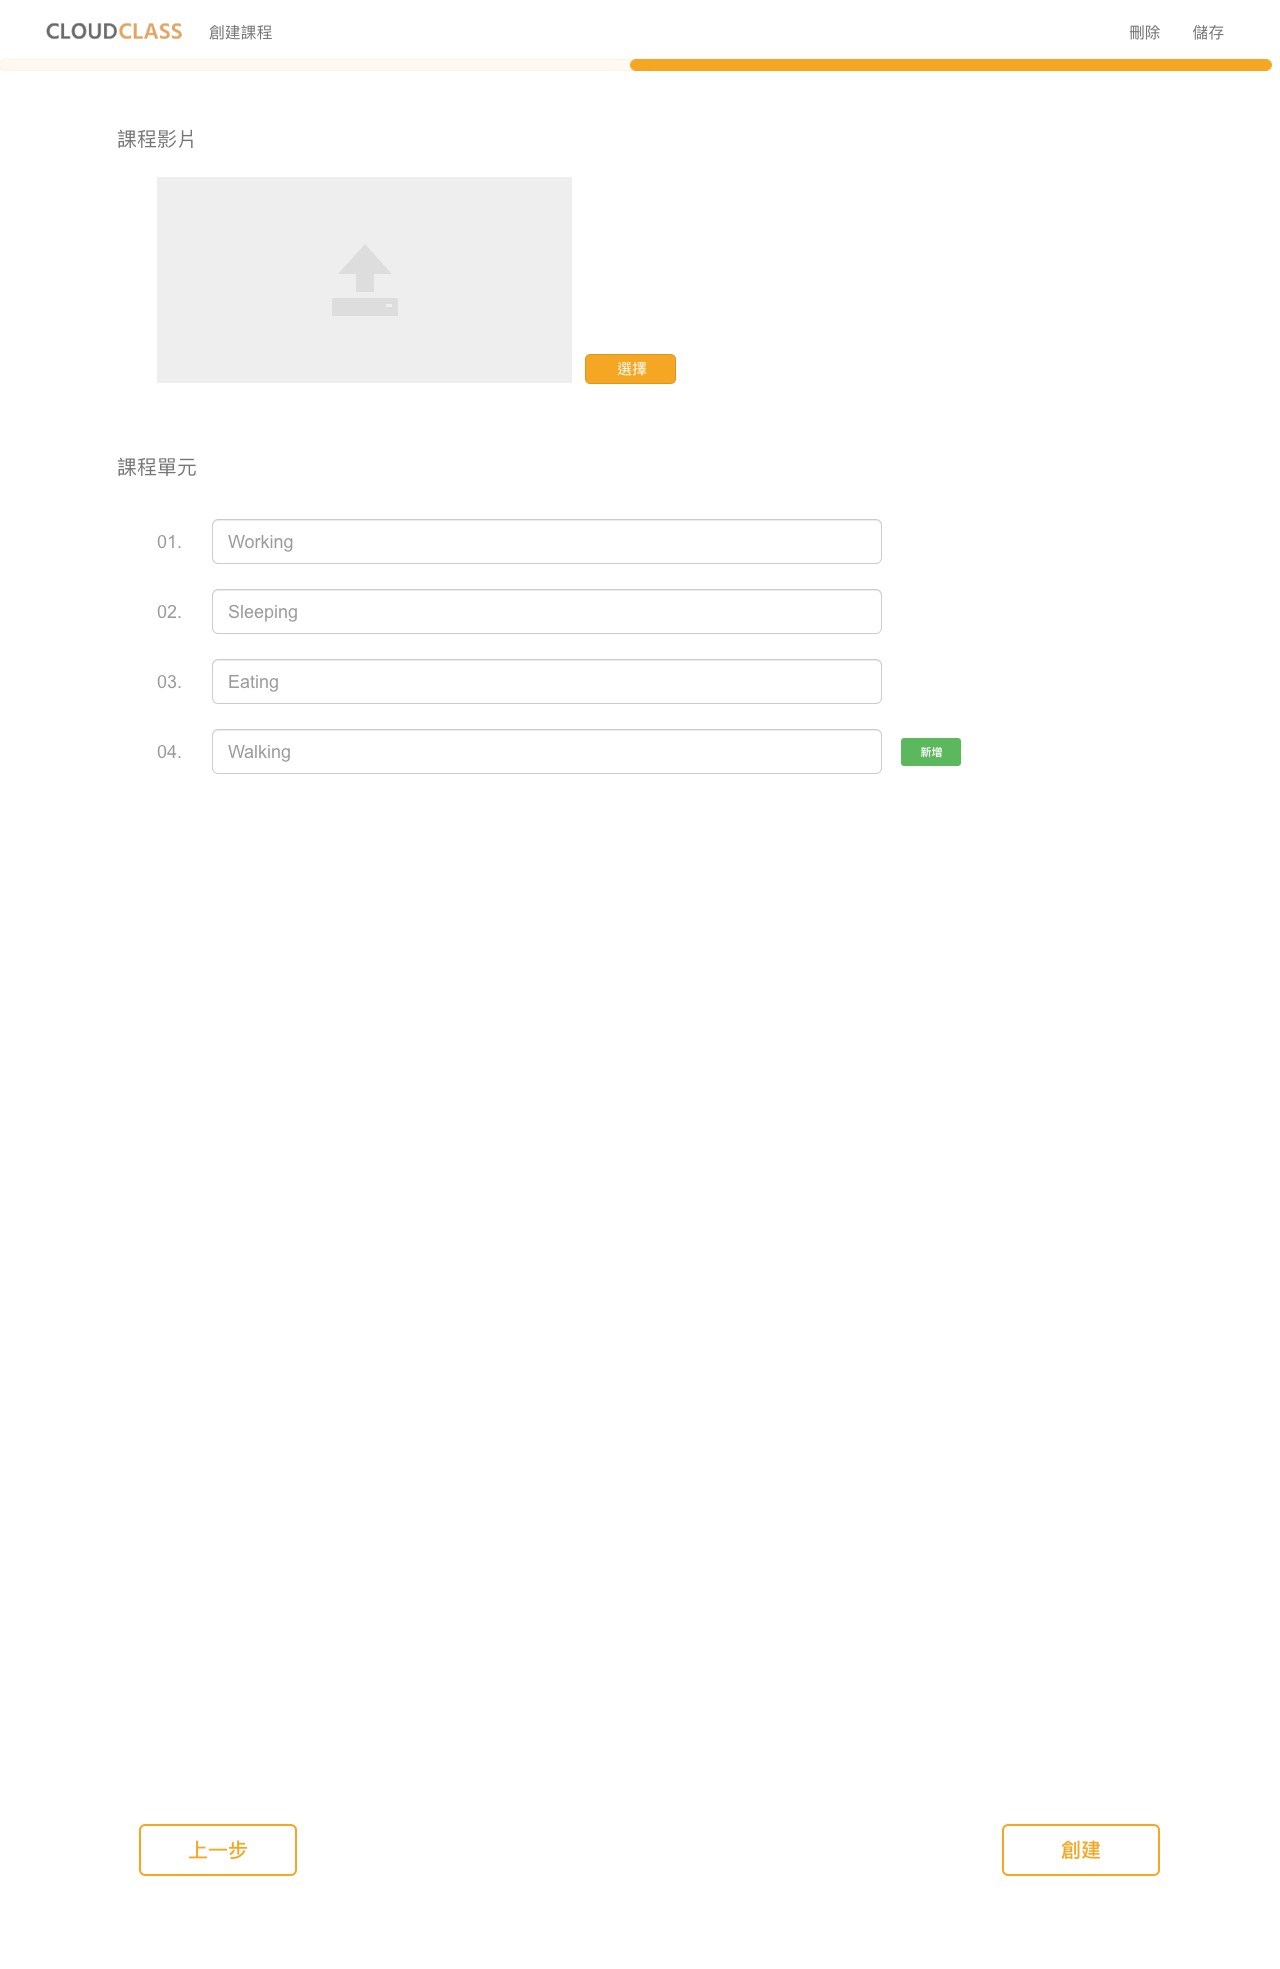 CLOUDCLASS 創建課程 刪除 儲存
課程影片
選擇
課程單元
01. Working
02. Sleeping
03. Eating
04. Walking 新增
上一步 創建